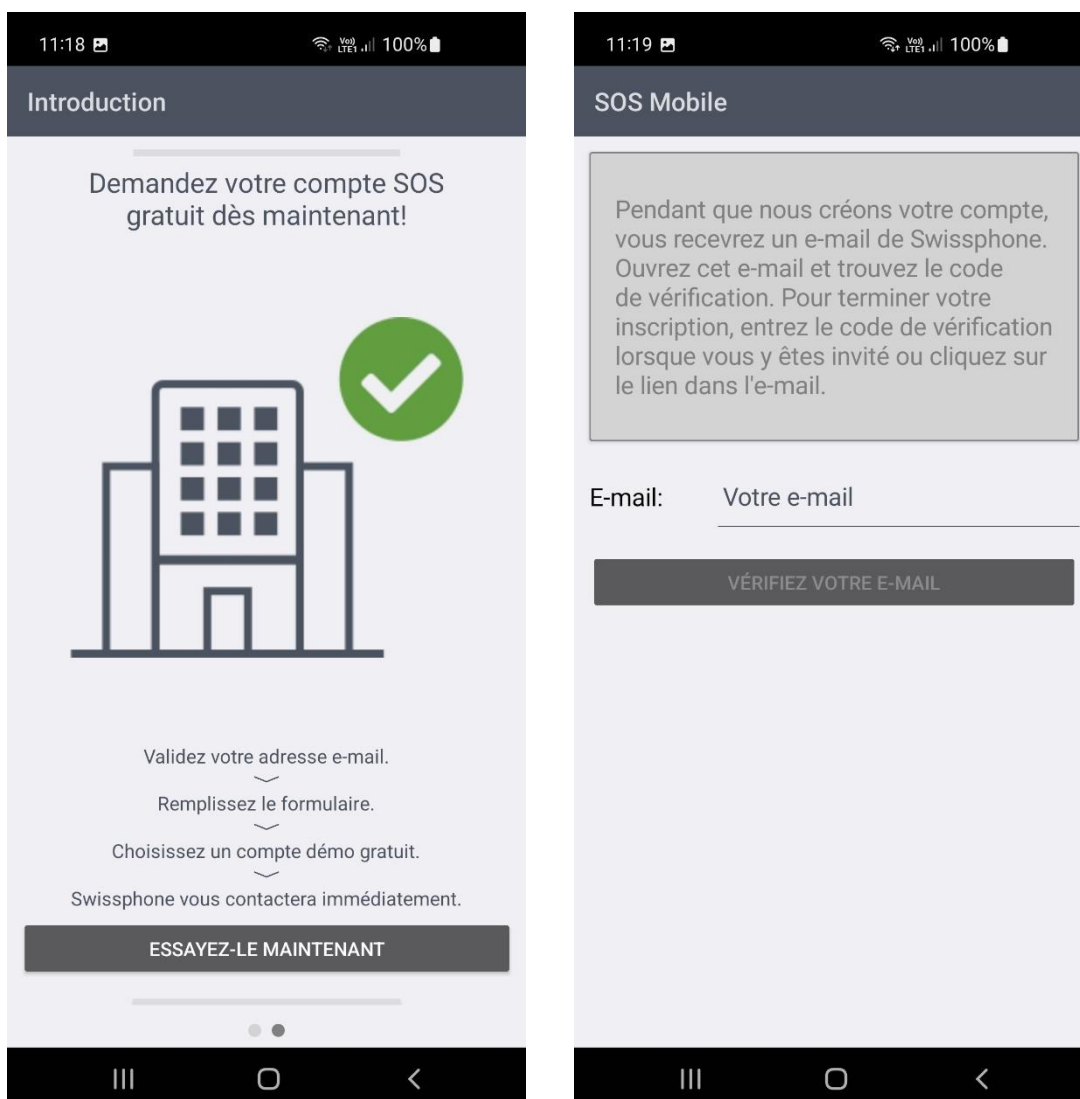 11:18
Vo))
LTE1
100%
Introduction
Demandez votre compte SOS
gratuit dès maintenant!
Validez votre adresse e-mail.
Remplissez le formulaire.
Choisissez un compte démo gratuit.
Swissphone vous contactera immédiatement.
ESSAYEZ-LE MAINTENANT
11:19
Vo))
LTE1
100%
SOS Mobile
Pendant que nous créons votre compte,
vous recevrez un e-mail de Swissphone.
Ouvrez cet e-mail et trouvez le code
de vérification. Pour terminer votre
inscription, entrez le code de vérification
lorsque vous y êtes invité ou cliquez sur
le lien dans l'e-mail.
E-mail: Votre e-mail
VÉRIFIEZ VOTRE E-MAIL